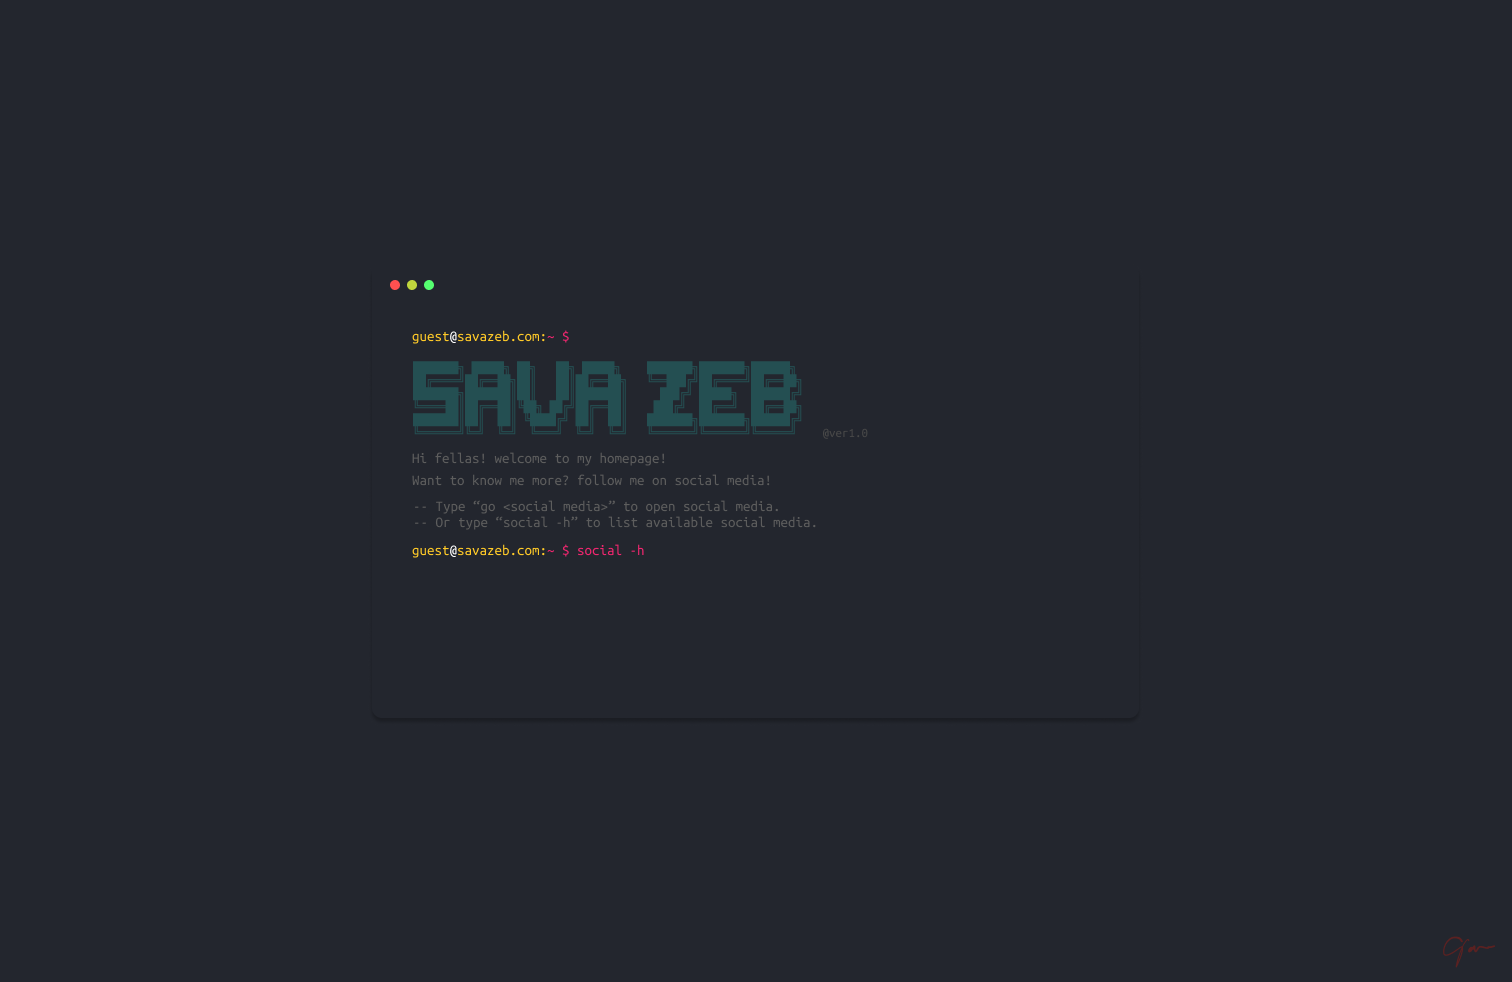 guest@savazeb.com:~ $
SAVA ZEB
@ver1.0
Hi fellas! welcome to my homepage!
Want to know me more? follow me on social media!
-- Type “go <social media>” to open social media.
-- Or type “social -h” to list available social media.
guest@savazeb.com:~ $ social -h